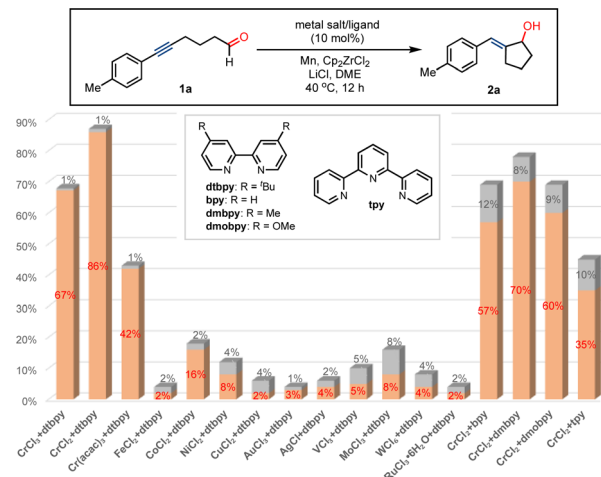 metal salt/ligand
(10 mol%)
Mn, Cp₂ZrCl₂
LiCl, DME
40 °C, 12 h
O
H
Me
1a
OH
Me
2a
R
R
N
N
dtbpy: R = ᵗBu
bpy: R = H
dmbpy: R = Me
dmobpy: R = OMe
N
N
N
tpy
90%
80%
70%
60%
50%
40%
30%
20%
10%
0%
1%
67%
1%
86%
1%
42%
2%
2%
2%
16%
4%
8%
4%
2%
1%
3%
2%
4%
5%
5%
8%
8%
4%
4%
2%
2%
12%
57%
8%
70%
9%
60%
10%
35%
CrCl₃+dtbpy
CrCl₂+dtbpy
Cr(acac)₃+dtbpy
FeCl₂+dtbpy
CoCl₂+dtbpy
NiCl₂+dtbpy
CuCl₂+dtbpy
AuCl₃+dtbpy
AgCl+dtbpy
VCl₃+dtbpy
MoCl₃+dtbpy
WCl₄+dtbpy
RuCl₃•6H₂O+dtbpy
CrCl₂+bpy
CrCl₂+dmbpy
CrCl₂+dmobpy
CrCl₂+tpy